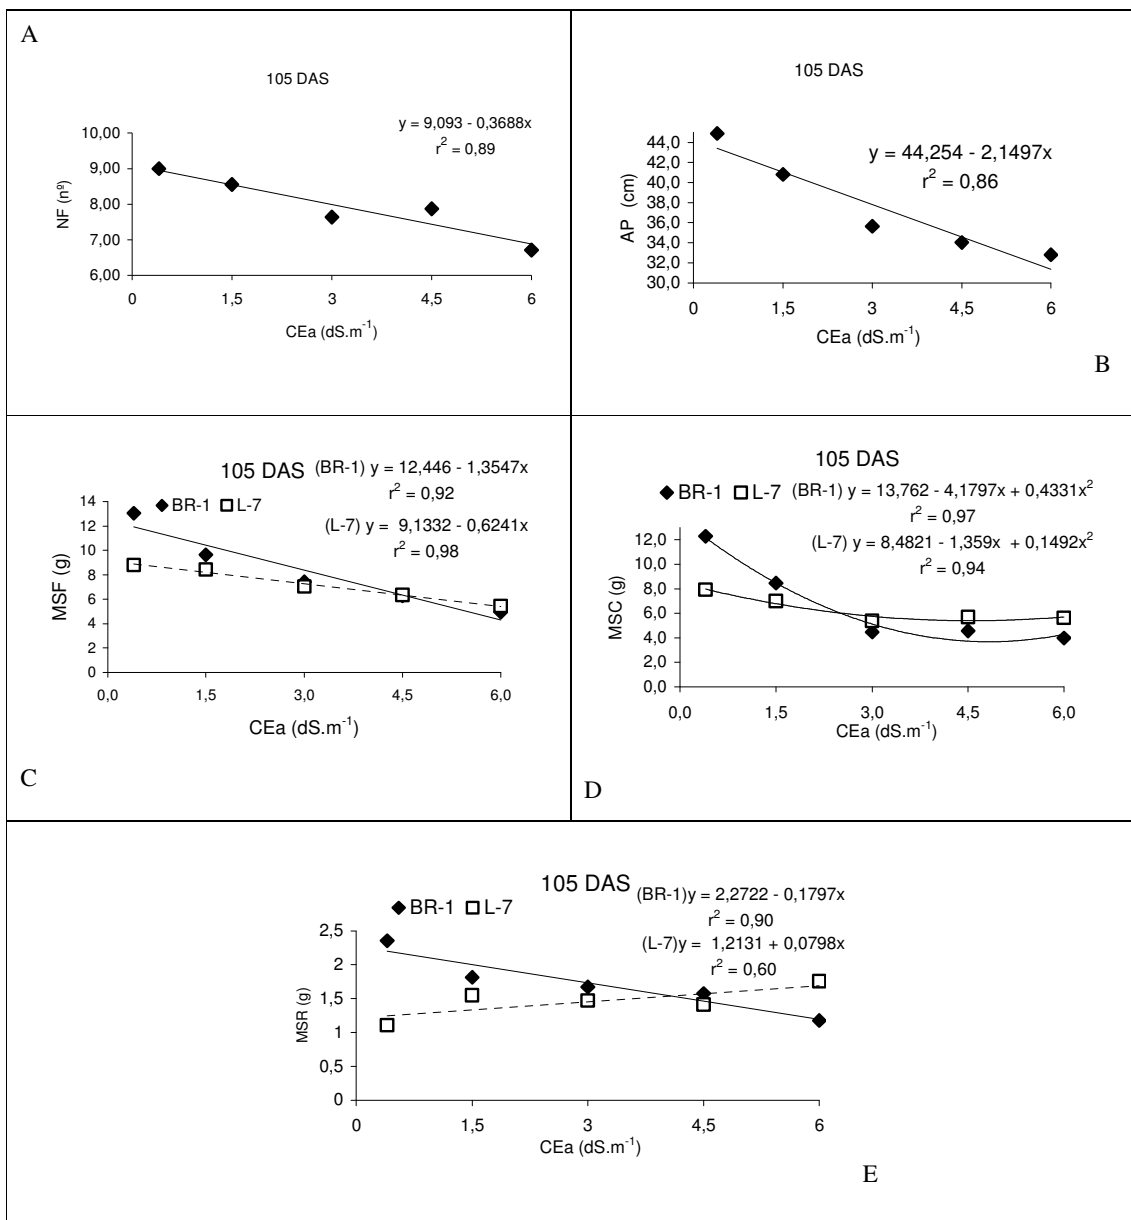 A
105 DAS
y = 9,093 - 0,3688x
r² = 0,89
10,00
9,00
8,00
7,00
6,00
NF (nº)
0 1,5 3 4,5 6
CEa (dS.m⁻¹)
105 DAS
y = 44,254 - 2,1497x
r² = 0,86
44,0
42,0
40,0
38,0
36,0
34,0
32,0
30,0
AP (cm)
0 1,5 3 4,5 6
CEa (dS.m⁻¹)
B
105 DAS
(BR-1) y = 12,446 - 1,3547x
r² = 0,92
BR-1 L-7
(L-7) y = 9,1332 - 0,6241x
r² = 0,98
14
12
10
8
6
4
2
0
MSF (g)
0,0 1,5 3,0 4,5 6,0
CEa (dS.m⁻¹)
C
105 DAS
BR-1 L-7
(BR-1) y = 13,762 - 4,1797x + 0,4331x²
r² = 0,97
(L-7) y = 8,4821 - 1,359x + 0,1492x²
r² = 0,94
12,0
10,0
8,0
6,0
4,0
2,0
0,0
MSC (g)
0,0 1,5 3,0 4,5 6,0
CEa (dS.m⁻¹)
D
105 DAS
BR-1 L-7
(BR-1)y = 2,2722 - 0,1797x
r² = 0,90
(L-7)y = 1,2131 + 0,0798x
r² = 0,60
2,5
2
1,5
1
0,5
0
MSR (g)
0 1,5 3 4,5 6
CEa (dS.m⁻¹)
E